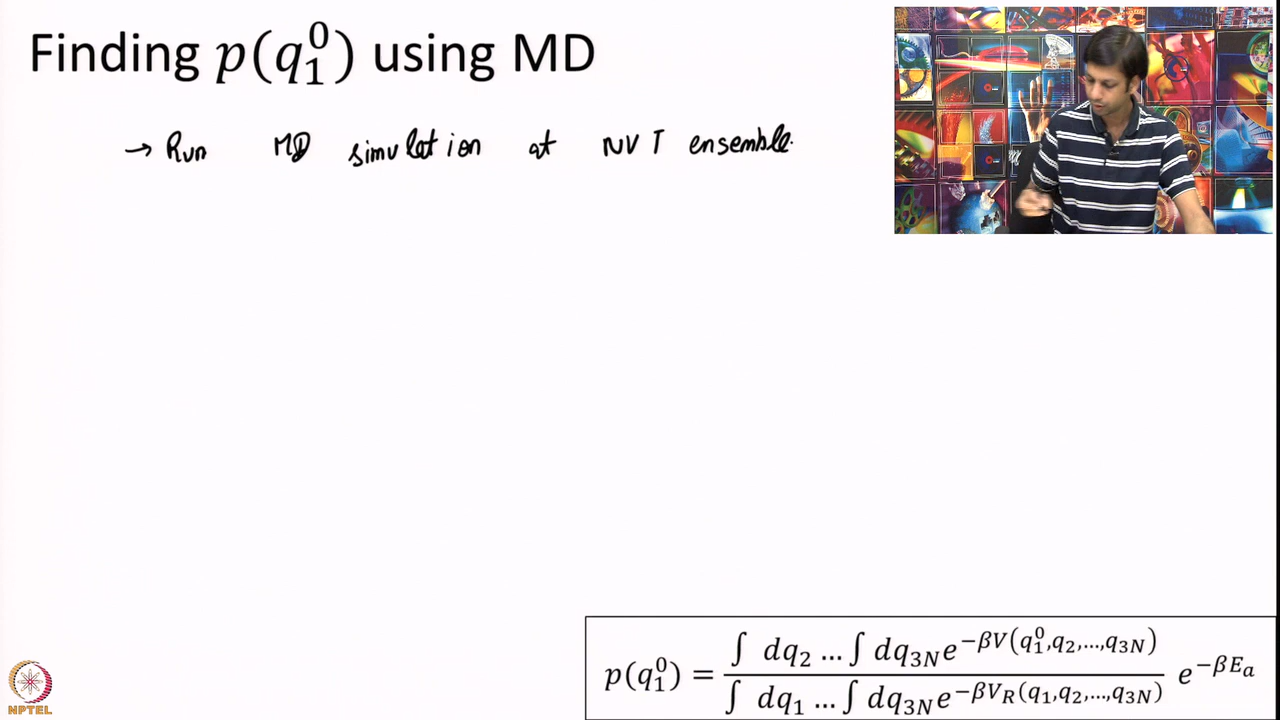 Finding p(q₁⁰) using MD
→ Run MD simulation at NVT ensemble.
p(q₁⁰) = ∫ dq₂ … ∫ dq₃N e^{−βV(q₁⁰,q₂,…,q₃N)} / ∫ dq₁ … ∫ dq₃N e^{−βV_R(q₁,q₂,…,q₃N)} e^{−βE_a}
NPTEL